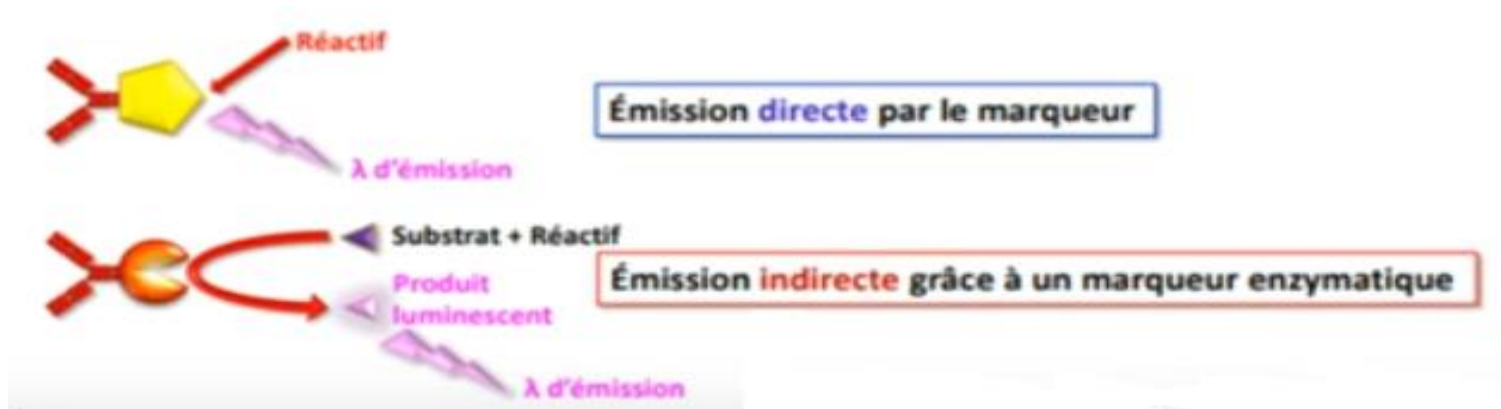 Réactif
Émission directe par le marqueur
λ d'émission
Substrat + Réactif
Émission indirecte grâce à un marqueur enzymatique
Produit
luminescent
λ d'émission